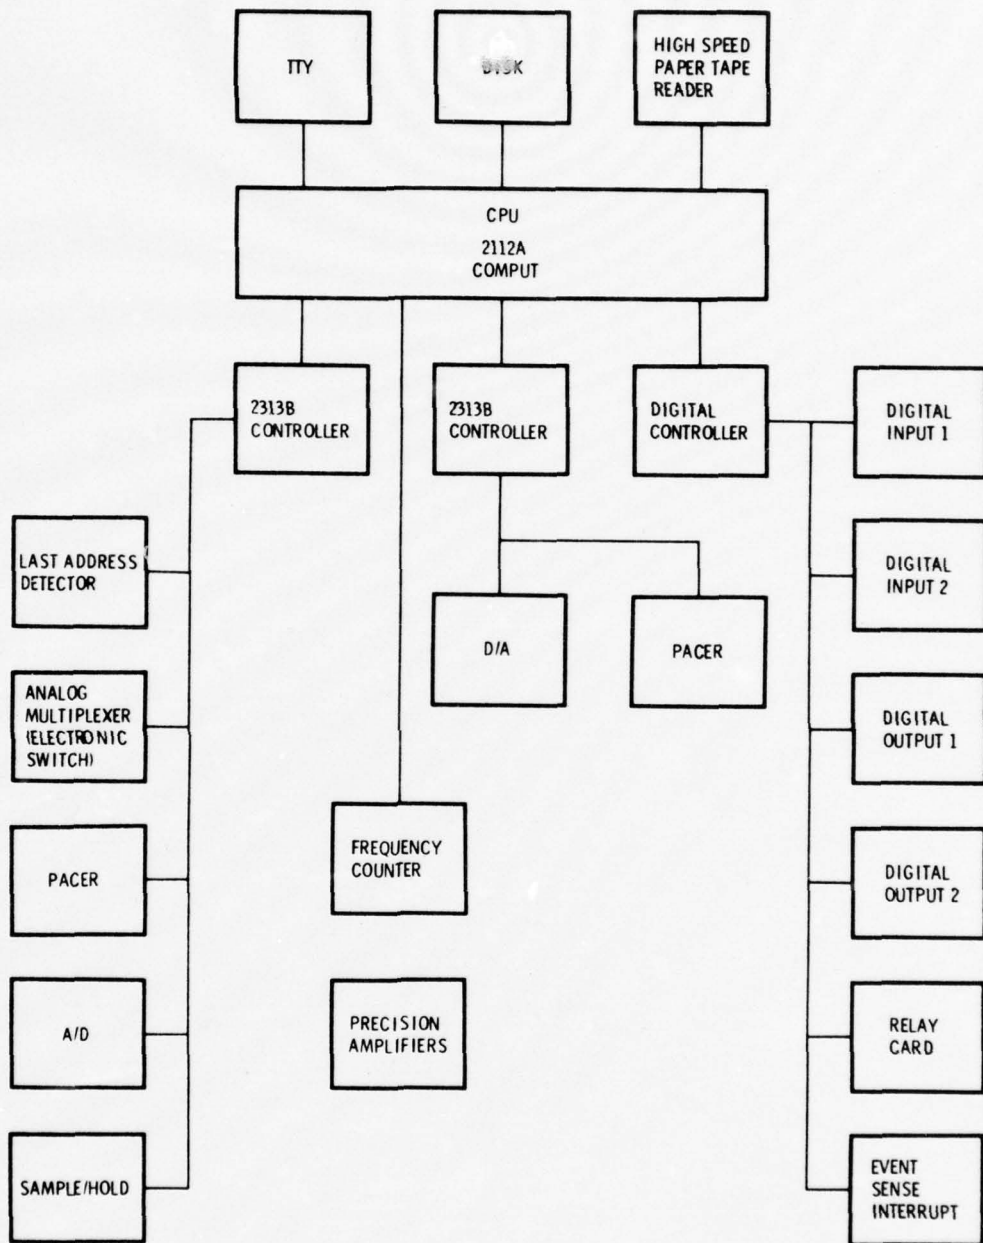 TTY
DISK
HIGH SPEED
PAPER TAPE
READER
CPU
2112A
COMPUT
2313B
CONTROLLER
2313B
CONTROLLER
DIGITAL
CONTROLLER
DIGITAL
INPUT 1
LAST ADDRESS
DETECTOR
DIGITAL
INPUT 2
D/A
PACER
ANALOG
MULTIPLEXER
(ELECTRONIC
SWITCH)
DIGITAL
OUTPUT 1
PACER
FREQUENCY
COUNTER
DIGITAL
OUTPUT 2
A/D
PRECISION
AMPLIFIERS
RELAY
CARD
SAMPLE/HOLD
EVENT
SENSE
INTERRUPT